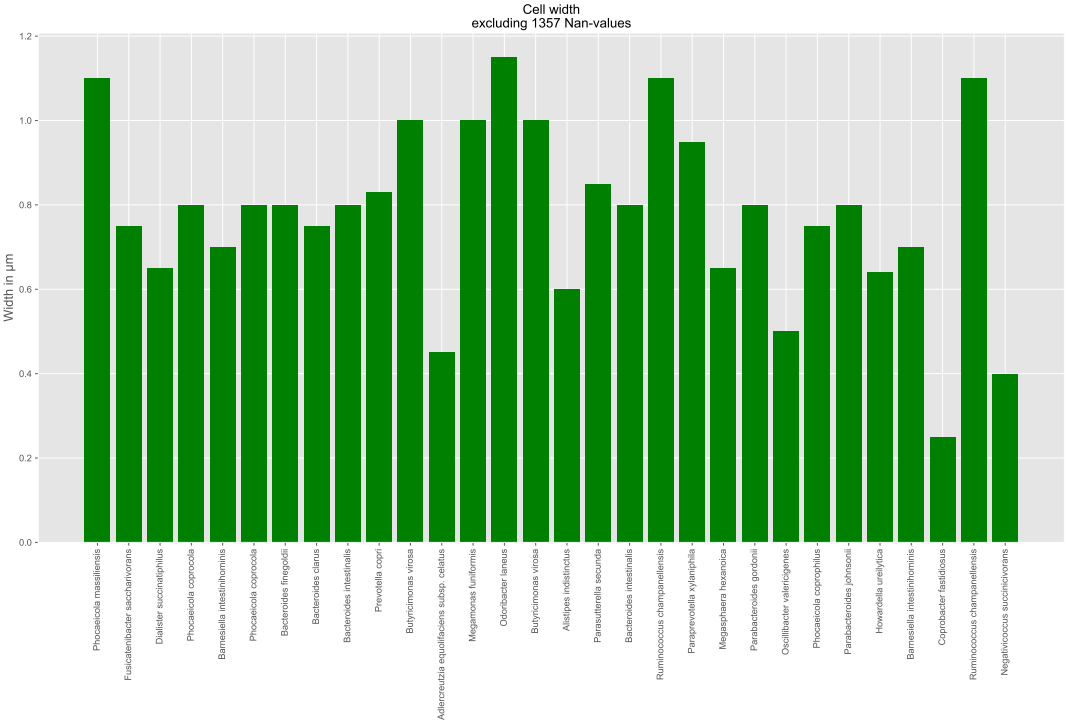 Cell width
excluding 1357 Nan-values
Width in µm
1.2
1.0
0.8
0.6
0.4
0.2
0.0
Phocaeicola massiliensis
Fusicatenibacter saccharivorans
Dialister succinatiphilus
Phocaeicola coprocola
Barnesiella intestinihominis
Phocaeicola coprocola
Bacteroides finegoldii
Bacteroides clarus
Bacteroides intestinalis
Prevotella copri
Butyricimonas virosa
Adlercreutzia equolifaciens subsp. celatus
Megamonas funiformis
Odoribacter laneus
Butyricimonas virosa
Alistipes indistinctus
Parasutterella secunda
Bacteroides intestinalis
Ruminococcus champanellensis
Paraprevotella xylaniphila
Megasphaera hexanoica
Parabacteroides gordonii
Oscillibacter valericigenes
Phocaeicola coprophilus
Parabacteroides johnsonii
Howardella ureilytica
Barnesiella intestinihominis
Coprobacter fastidiosus
Ruminococcus champanellensis
Negativicoccus succinicivorans